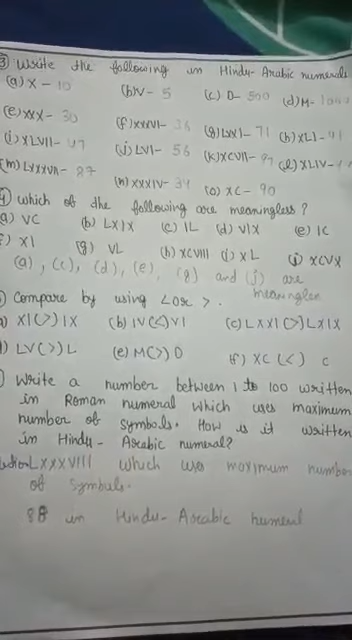 ③ Write the following in Hindu-Arabic numerals
(a) X - 10 (b) V - 5 (c) D - 500 (d) M - 1000
(e) XXX - 30 (f) XXXVI - 36 (g) LXXI - 71 (h) XLI - 41
(i) XLVII - 47 (j) LVI - 56 (k) XCVII - 97 (l) XLIV -
(m) LXXXVII - 87 (n) XXXIV - 34 (o) XC - 90
④ which of the following are meaningless?
(a) VC (b) LXIX (c) IL (d) VIX (e) IC
XI (g) VL (h) XCVIII (i) XL (j) XCVX
(a), (c), (d), (e), (g) and (j) are
meaningless
Compare by using < or >.
XI (>) IX (b) IV (<) VI (c) LXXI (>) LXIX
LV (>) L (e) M (>) D (f) XC (<) C
Write a number between 1 to 100 written
in Roman numeral which uses maximum
number of symbols. How is it written
in Hindu-Arabic numeral?
LXXXVIII which uses maximum number
of symbols.
88 in Hindu-Arabic numeral